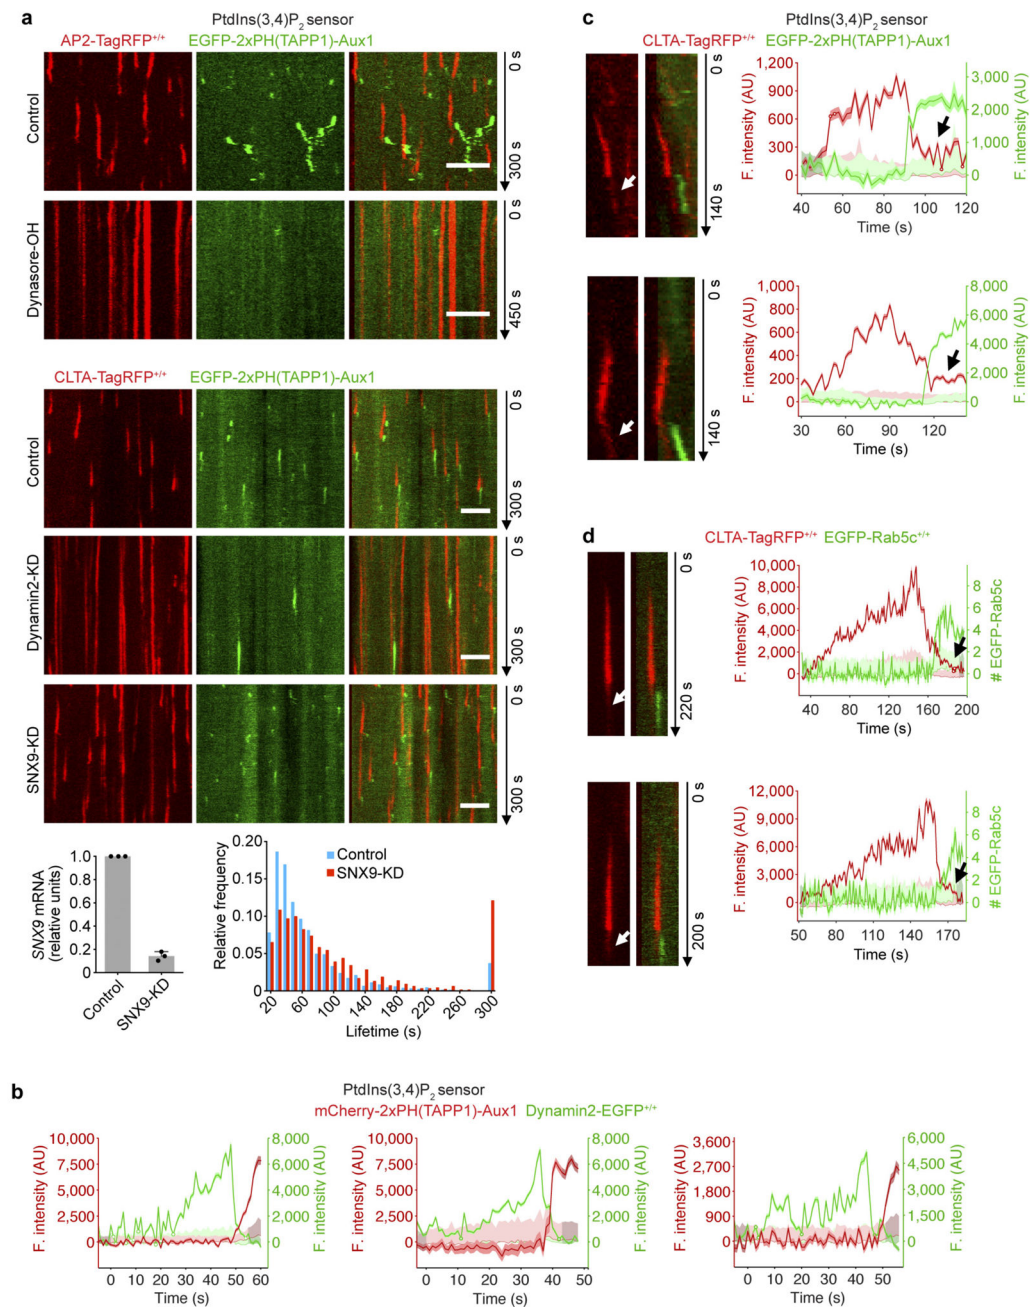 a
PtdIns(3,4)P2 sensor
AP2-TagRFP+/+ EGFP-2xPH(TAPP1)-Aux1
Control
0 s
300 s
Dynasore-OH
0 s
450 s
CLTA-TagRFP+/+ EGFP-2xPH(TAPP1)-Aux1
Control
0 s
300 s
Dynamin2-KD
0 s
300 s
SNX9-KD
0 s
300 s
SNX9 mRNA
(relative units)
1.0
0.8
0.6
0.4
0.2
0
Control
SNX9-KD
Relative frequency
0.20
0.15
0.10
0.05
0
Control
SNX9-KD
20 60 100 140 180 220 260 300
Lifetime (s)
c
PtdIns(3,4)P2 sensor
CLTA-TagRFP+/+ EGFP-2xPH(TAPP1)-Aux1
0 s
140 s
F. intensity (AU)
1,200
900
600
300
0
3,000
2,000
1,000
0
F. intensity (AU)
40 60 80 100 120
Time (s)
0 s
140 s
F. intensity (AU)
1,000
800
600
400
200
0
8,000
6,000
4,000
2,000
0
F. intensity (AU)
30 60 90 120
Time (s)
d
CLTA-TagRFP+/+ EGFP-Rab5c+/+
0 s
220 s
F. intensity (AU)
10,000
8,000
6,000
4,000
2,000
0
8
6
4
2
0
# EGFP-Rab5c
40 80 120 160 200
Time (s)
0 s
200 s
F. intensity (AU)
12,000
9,000
6,000
3,000
0
8
6
4
2
0
# EGFP-Rab5c
50 80 110 140 170
Time (s)
b
PtdIns(3,4)P2 sensor
mCherry-2xPH(TAPP1)-Aux1 Dynamin2-EGFP+/+
F. intensity (AU)
10,000
7,500
5,000
2,500
0
8,000
6,000
4,000
2,000
0
F. intensity (AU)
0 10 20 30 40 50 60
Time (s)
F. intensity (AU)
10,000
7,500
5,000
2,500
0
8,000
6,000
4,000
2,000
0
F. intensity (AU)
0 10 20 30 40 50
Time (s)
F. intensity (AU)
3,600
2,700
1,800
900
0
6,000
4,500
3,000
1,500
0
F. intensity (AU)
0 10 20 30 40 50
Time (s)